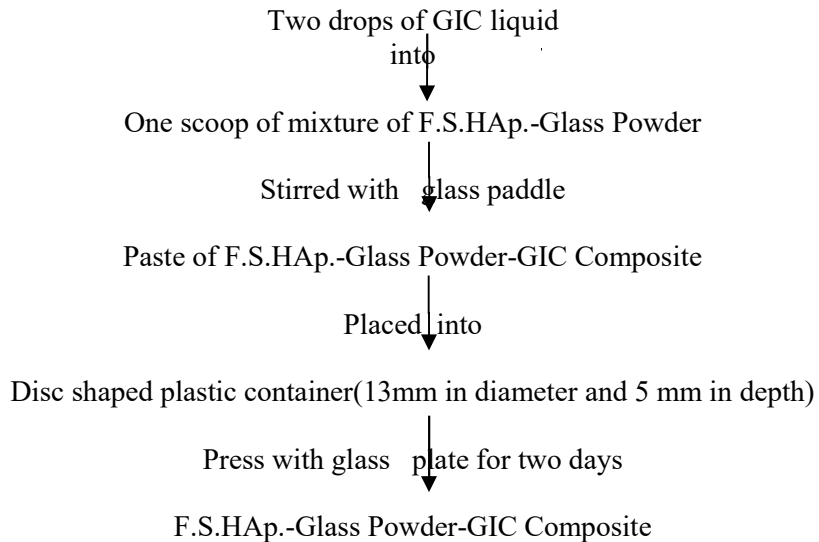 Two drops of GIC liquid
into
One scoop of mixture of F.S.HAp.-Glass Powder
Stirred with glass paddle
Paste of F.S.HAp.-Glass Powder-GIC Composite
Placed into
Disc shaped plastic container(13mm in diameter and 5 mm in depth)
Press with glass plate for two days
F.S.HAp.-Glass Powder-GIC Composite